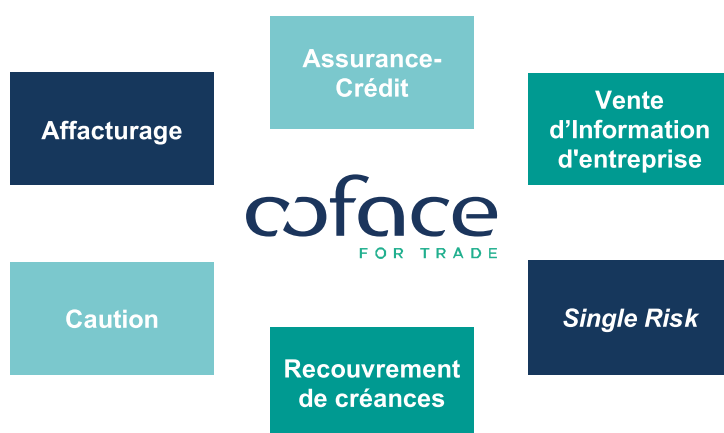 Assurance-
Crédit
Affacturage
Vente
d’Information
d'entreprise
coface
FOR TRADE
Caution
Single Risk
Recouvrement
de créances